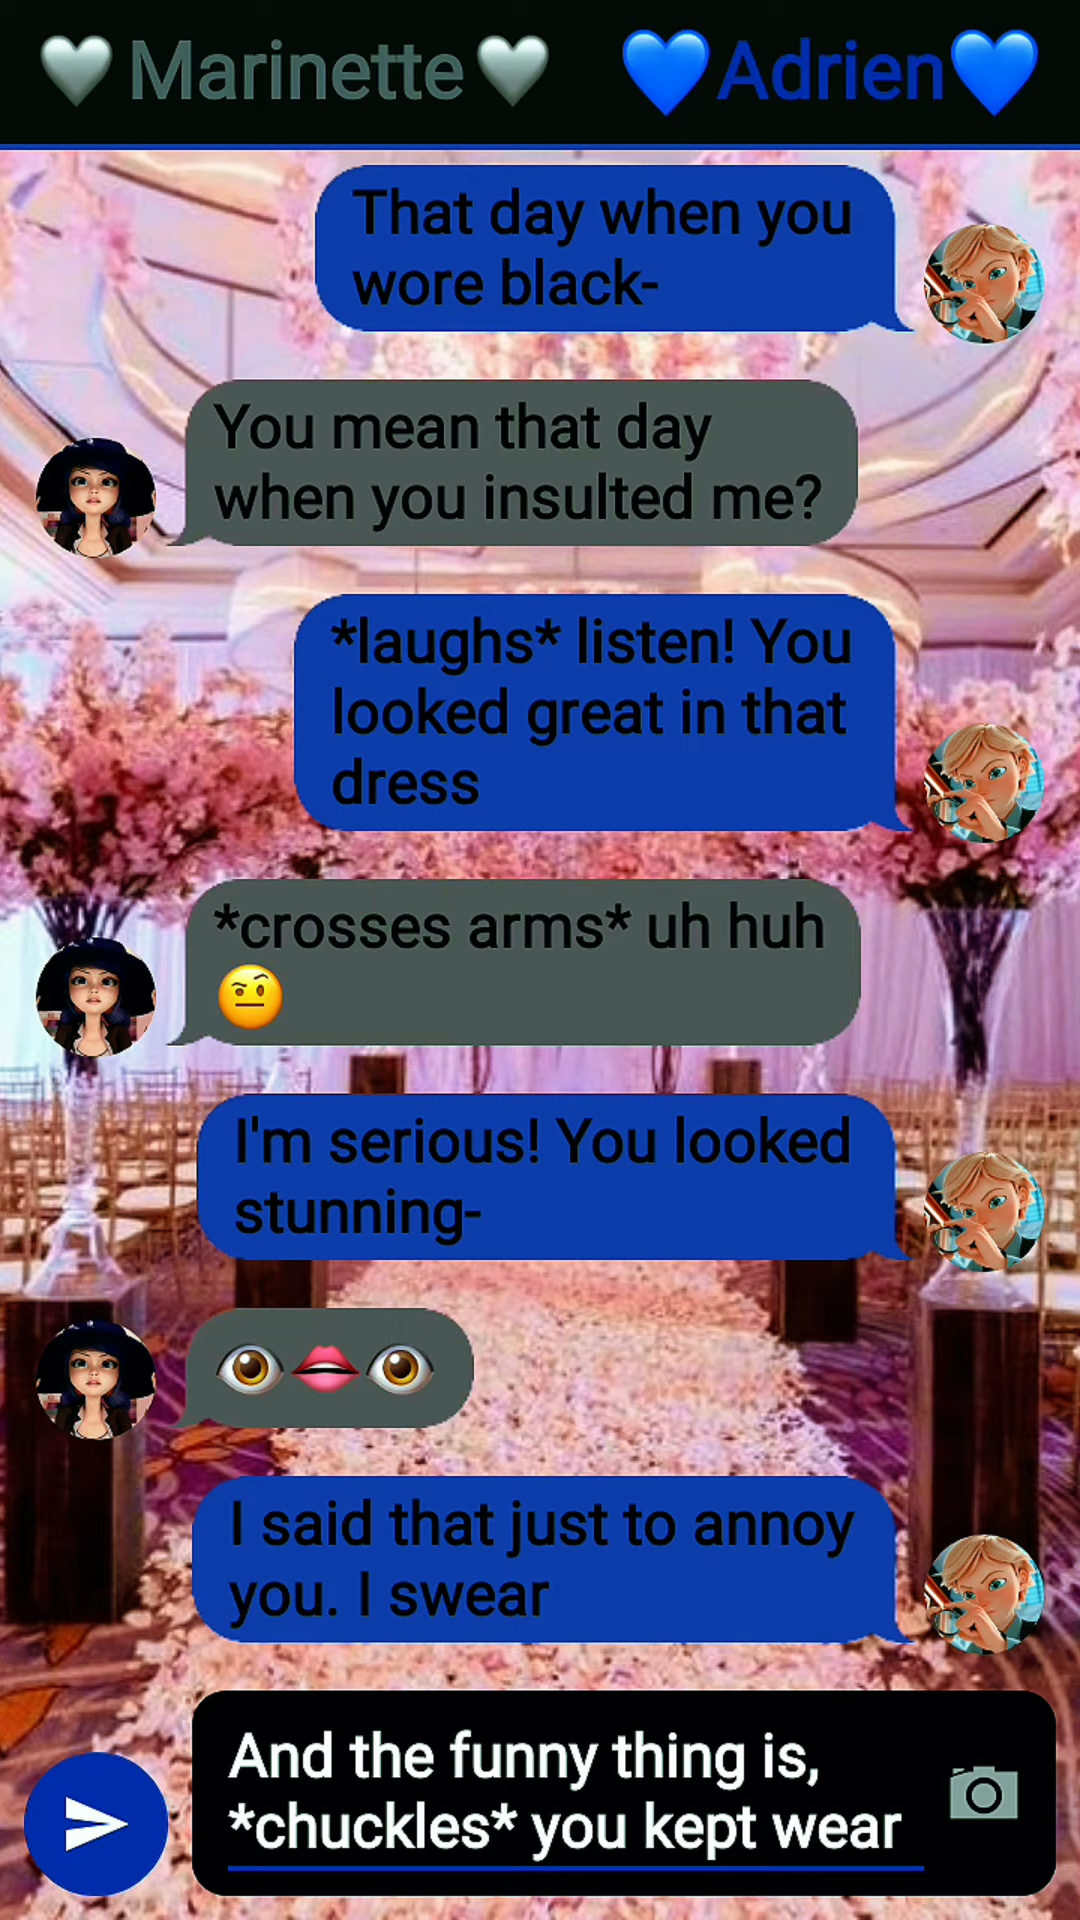 🩶Marinette🩶 💙Adrien💙
That day when you
wore black-
You mean that day
when you insulted me?
*laughs* listen! You
looked great in that
dress
*crosses arms* uh huh
🤨
I'm serious! You looked
stunning-
👁️👄👁️
I said that just to annoy
you. I swear
And the funny thing is,
*chuckles* you kept wear